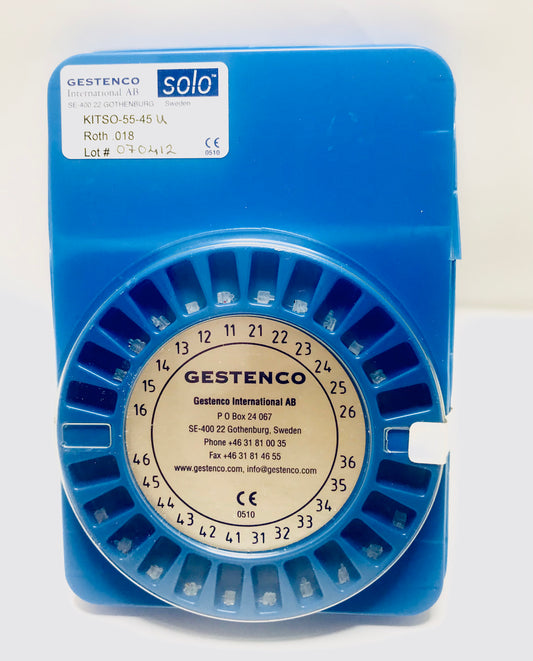 GESTENCO
International AB
solo™
SE-400 22 GOTHENBURG Sweden
KITSO-55-45 U
Roth .018
Lot # 070412
CE
0510
16 15 14 13 12 11 21 22 23 24 25 26
GESTENCO
Gestenco International AB
P O Box 24 067
SE-400 22 Gothenburg, Sweden
Phone +46 31 81 00 35
Fax +46 31 81 46 55
www.gestenco.com, info@gestenco.com
CE
0510
46 45 44 43 42 41 31 32 33 34 35 36